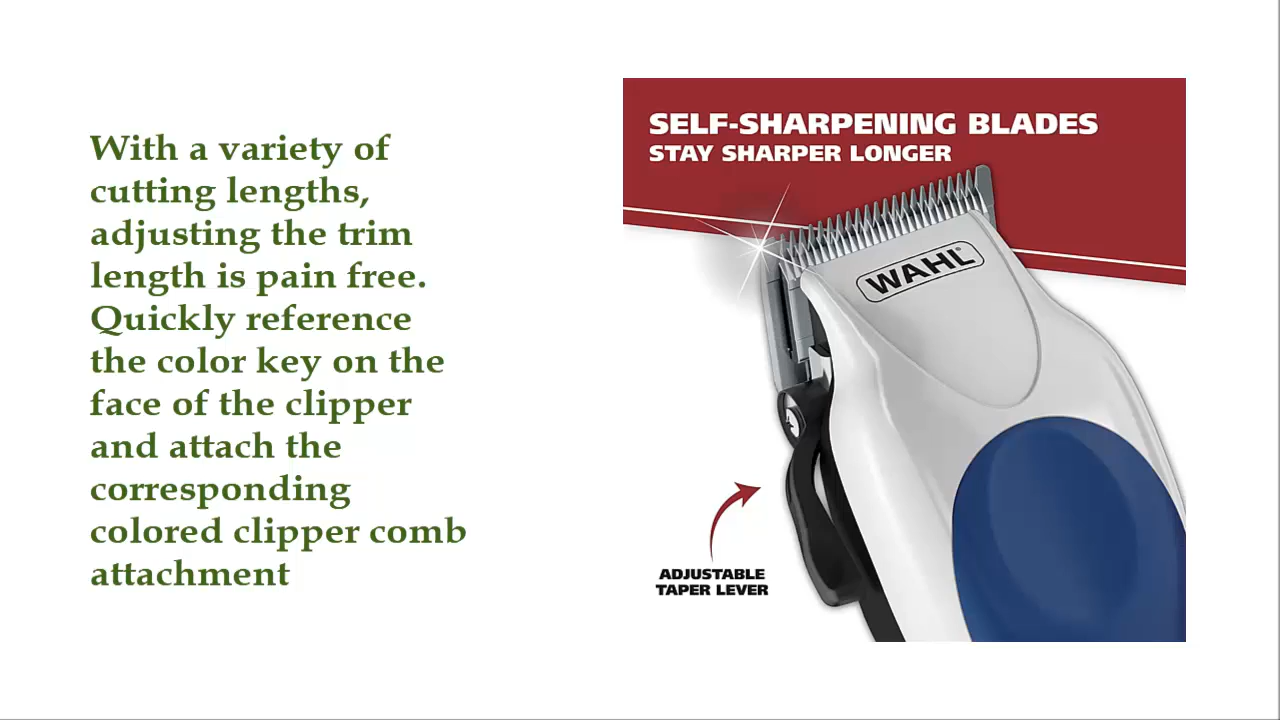 With a variety of
cutting lengths,
adjusting the trim
length is pain free.
Quickly reference
the color key on the
face of the clipper
and attach the
corresponding
colored clipper comb
attachment
SELF-SHARPENING BLADES
STAY SHARPER LONGER
WAHL
ADJUSTABLE
TAPER LEVER